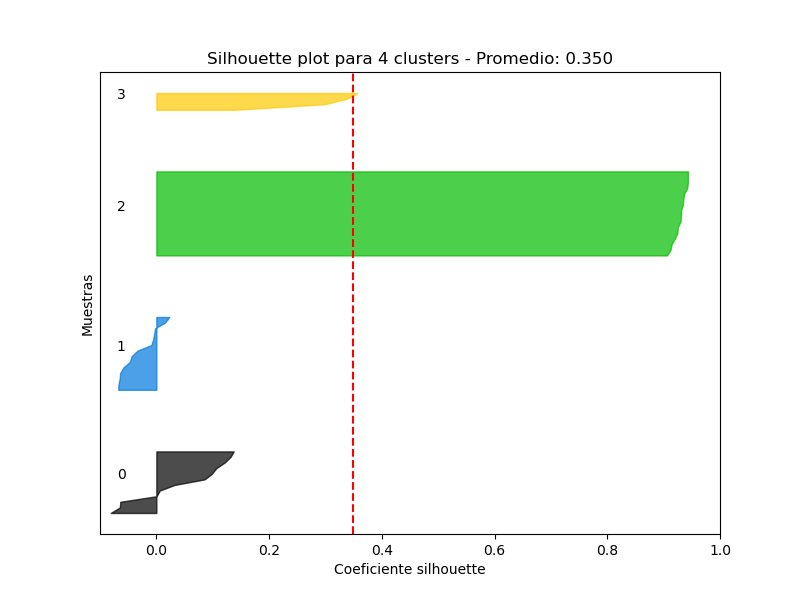 Silhouette plot para 4 clusters - Promedio: 0.350
3
2
1
0
Muestras
0.0 0.2 0.4 0.6 0.8 1.0
Coeficiente silhouette